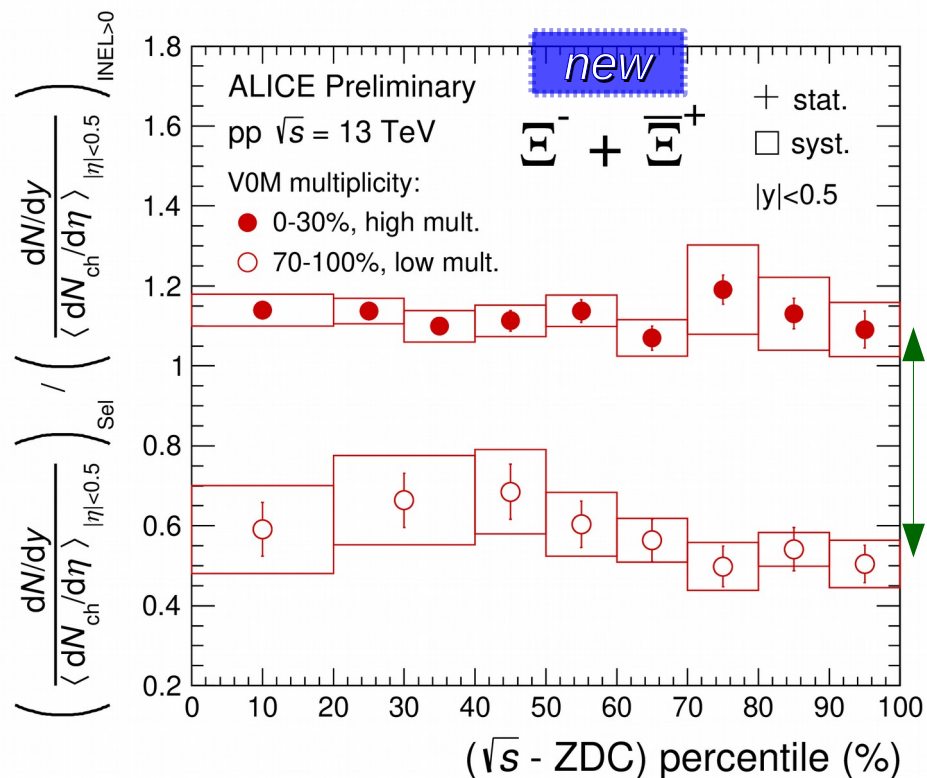 new
ALICE Preliminary
pp √s = 13 TeV
Ξ⁻ + Ξ̅⁺
V0M multiplicity:
0-30%, high mult.
70-100%, low mult.
stat.
syst.
|y|<0.5
1.8
1.6
1.4
1.2
1
0.8
0.6
0.4
0.2
0 10 20 30 40 50 60 70 80 90 100
(√s - ZDC) percentile (%)
(dN/dy / ⟨dN_ch/dη⟩_|η|<0.5)_Sel / (dN/dy / ⟨dN_ch/dη⟩_|η|<0.5)_INEL>0